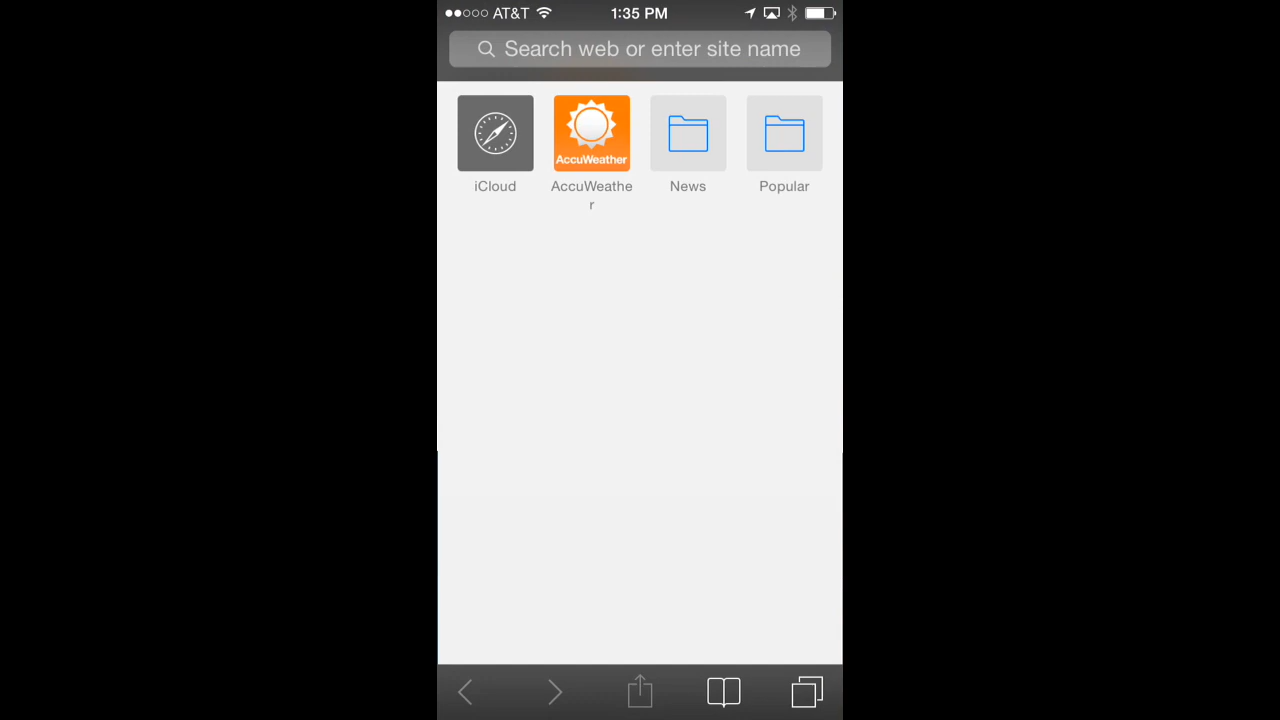 AT&T 1:35 PM
Search web or enter site name
AccuWeather
iCloud AccuWeathe News Popular
r